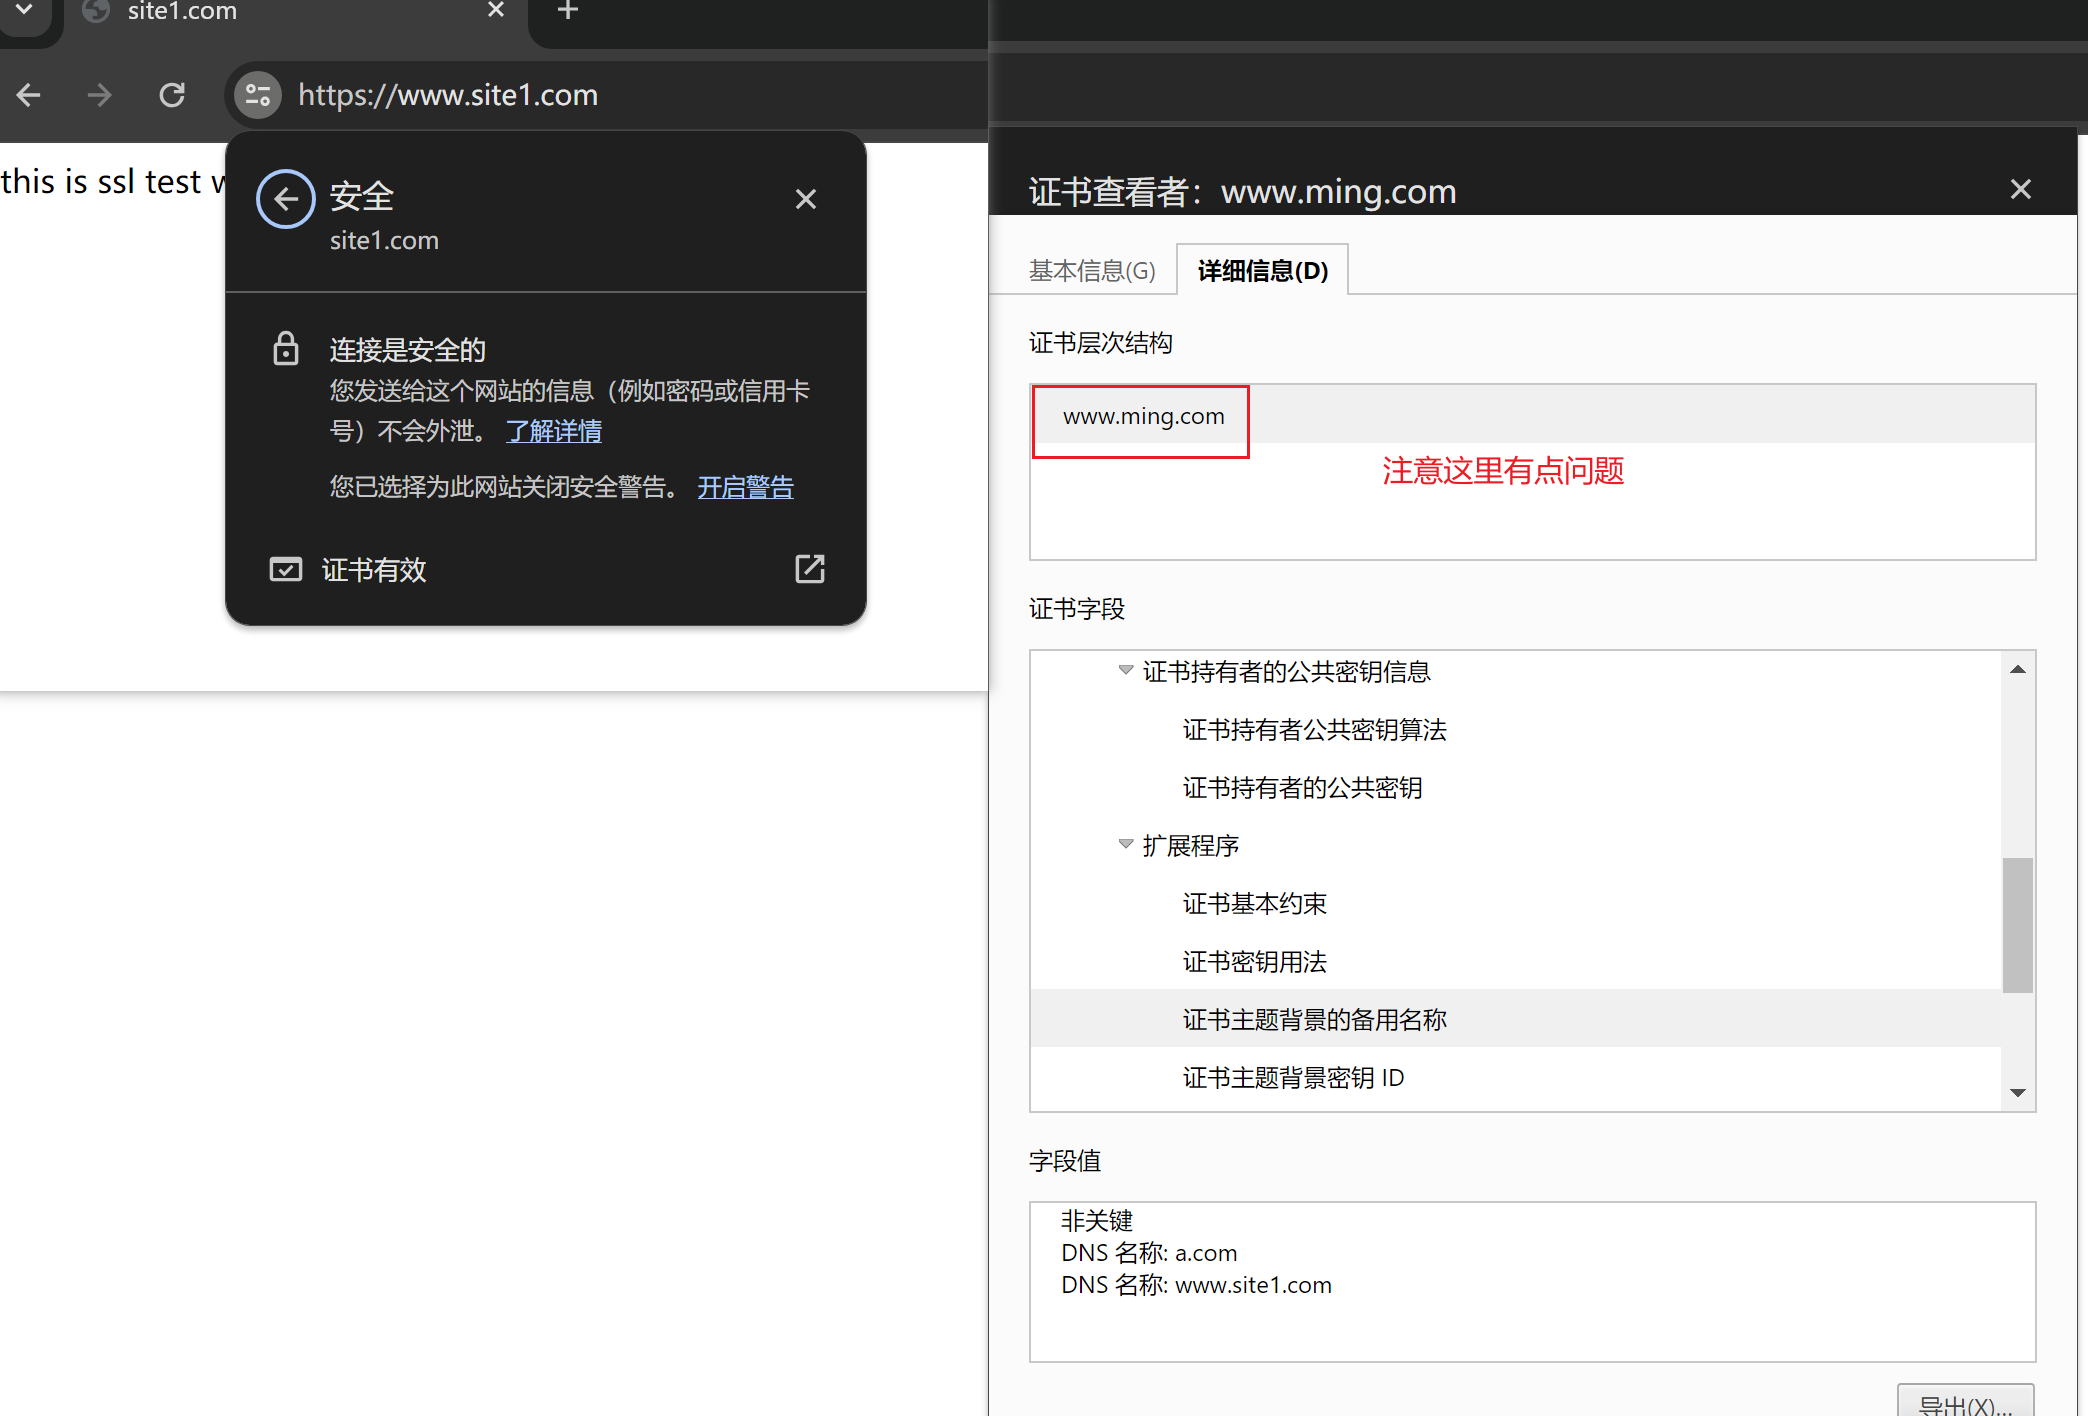 site1.com
https://www.site1.com
this is ssl test
安全
site1.com
连接是安全的
您发送给这个网站的信息（例如密码或信用卡
号）不会外泄。 了解详情
您已选择为此网站关闭安全警告。 开启警告
证书有效
证书查看者：www.ming.com
基本信息(G) 详细信息(D)
证书层次结构
www.ming.com
注意这里有点问题
证书字段
证书持有者的公共密钥信息
证书持有者公共密钥算法
证书持有者的公共密钥
扩展程序
证书基本约束
证书密钥用法
证书主题背景的备用名称
证书主题背景密钥 ID
字段值
非关键
DNS 名称: a.com
DNS 名称: www.site1.com
导出(X)...